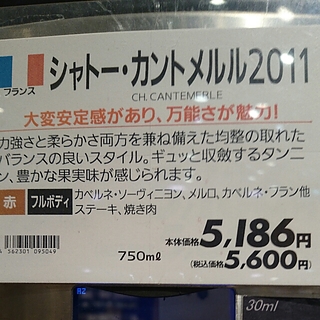 フランス
シャトー・カントメルル2011
CH. CANTEMERLE
大変安定感があり、万能さが魅力!
力強さと柔らかさ両方を兼ね備えた均整の取れた
バランスの良いスタイル。ギュッと収斂するタンニ
ン、豊かな果実味が感じられます。
赤 フルボディ カベルネ・ソーヴィニヨン、メルロ、カベルネ・フラン他
ステーキ、焼き肉
本体価格5,186円
750mℓ (税込価格5,600円)
4 562301 095049
30ml